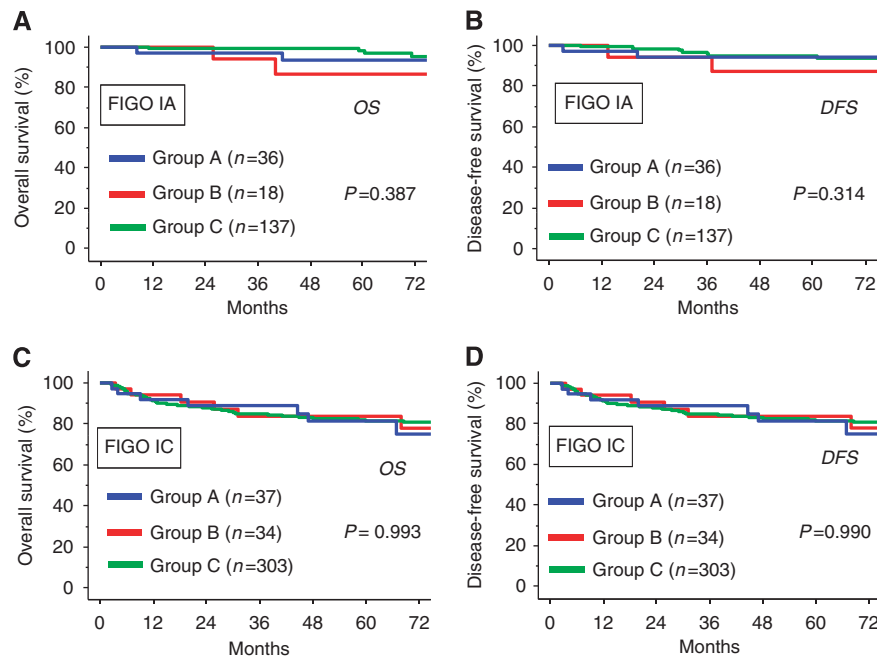 A
Overall survival (%)
100
80
60
40
20
0
FIGO IA
OS
Group A (n=36)
Group B (n=18)
Group C (n=137)
P=0.387
0 12 24 36 48 60 72
Months
B
Disease-free survival (%)
100
80
60
40
20
0
FIGO IA
DFS
Group A (n=36)
Group B (n=18)
Group C (n=137)
P=0.314
0 12 24 36 48 60 72
Months
C
Overall survival (%)
100
80
60
40
20
0
FIGO IC
OS
Group A (n=37)
Group B (n=34)
Group C (n=303)
P= 0.993
0 12 24 36 48 60 72
Months
D
Disease-free survival (%)
100
80
60
40
20
0
FIGO IC
DFS
Group A (n=37)
Group B (n=34)
Group C (n=303)
P=0.990
0 12 24 36 48 60 72
Months